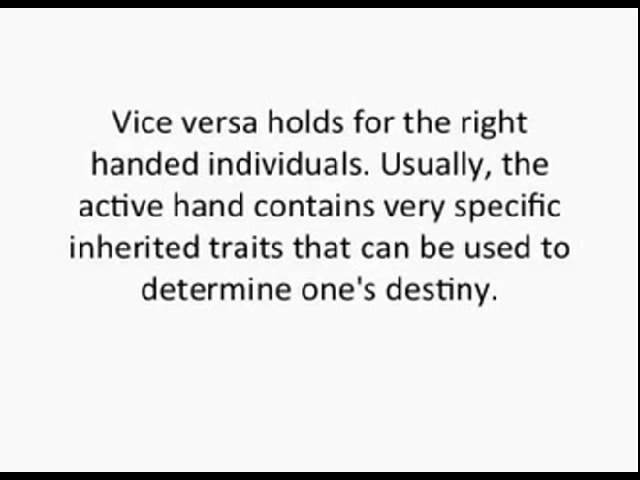 Vice versa holds for the right
handed individuals. Usually, the
active hand contains very specific
inherited traits that can be used to
determine one's destiny.